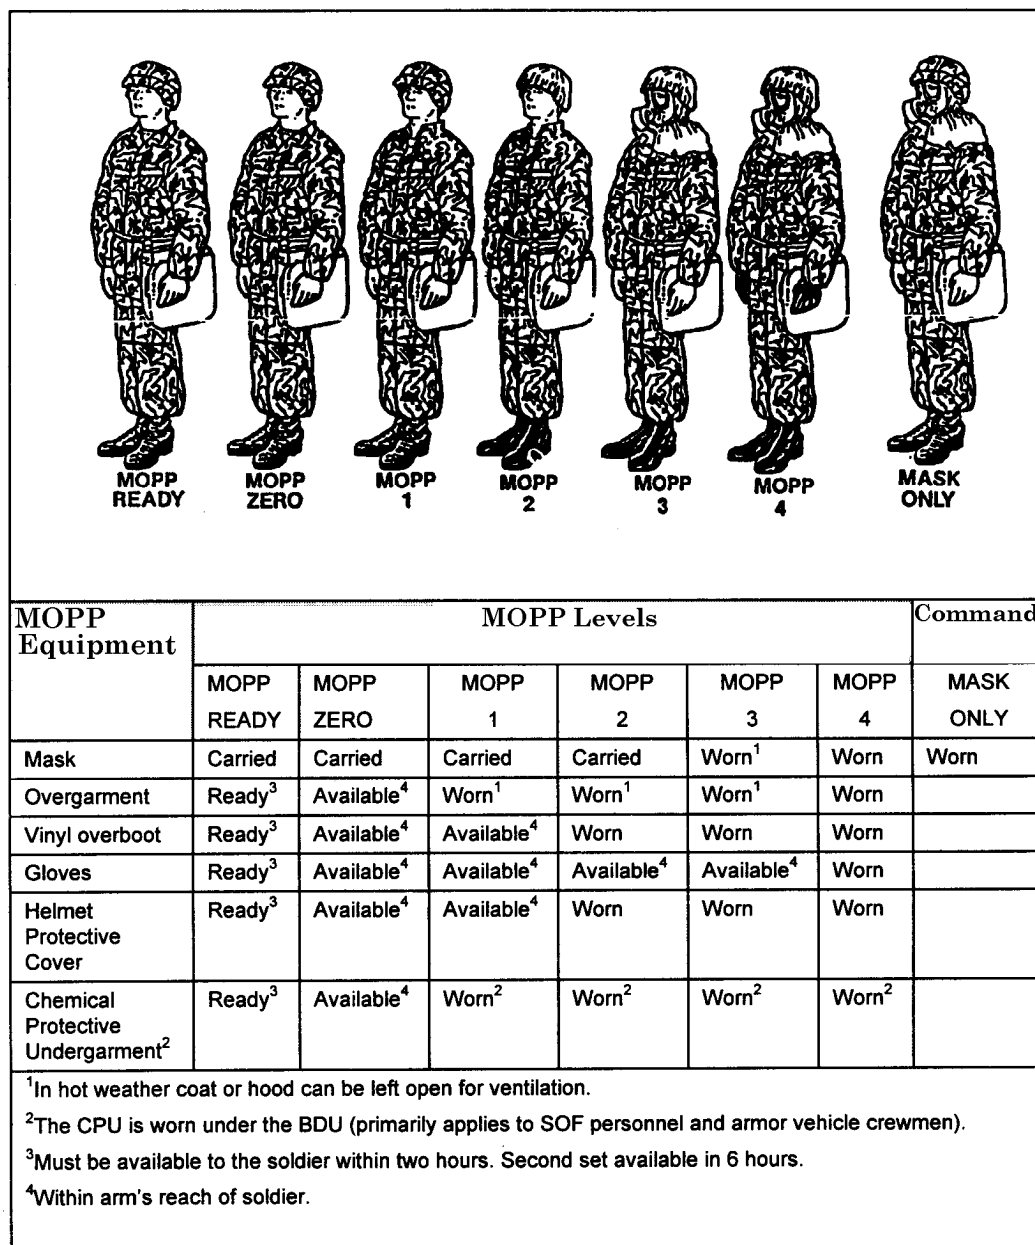 MOPP READY
MOPP ZERO
MOPP 1
MOPP 2
MOPP 3
MOPP 4
MASK ONLY
MOPP Equipment | MOPP Levels | Command
MOPP READY | MOPP ZERO | MOPP 1 | MOPP 2 | MOPP 3 | MOPP 4 | MASK ONLY
Mask | Carried | Carried | Carried | Carried | Worn¹ | Worn | Worn
Overgarment | Ready³ | Available⁴ | Worn¹ | Worn¹ | Worn¹ | Worn
Vinyl overboot | Ready³ | Available⁴ | Available⁴ | Worn | Worn | Worn
Gloves | Ready³ | Available⁴ | Available⁴ | Available⁴ | Available⁴ | Worn
Helmet Protective Cover | Ready³ | Available⁴ | Available⁴ | Worn | Worn | Worn
Chemical Protective Undergarment² | Ready³ | Available⁴ | Worn² | Worn² | Worn² | Worn²
¹In hot weather coat or hood can be left open for ventilation.
²The CPU is worn under the BDU (primarily applies to SOF personnel and armor vehicle crewmen).
³Must be available to the soldier within two hours. Second set available in 6 hours.
⁴Within arm's reach of soldier.